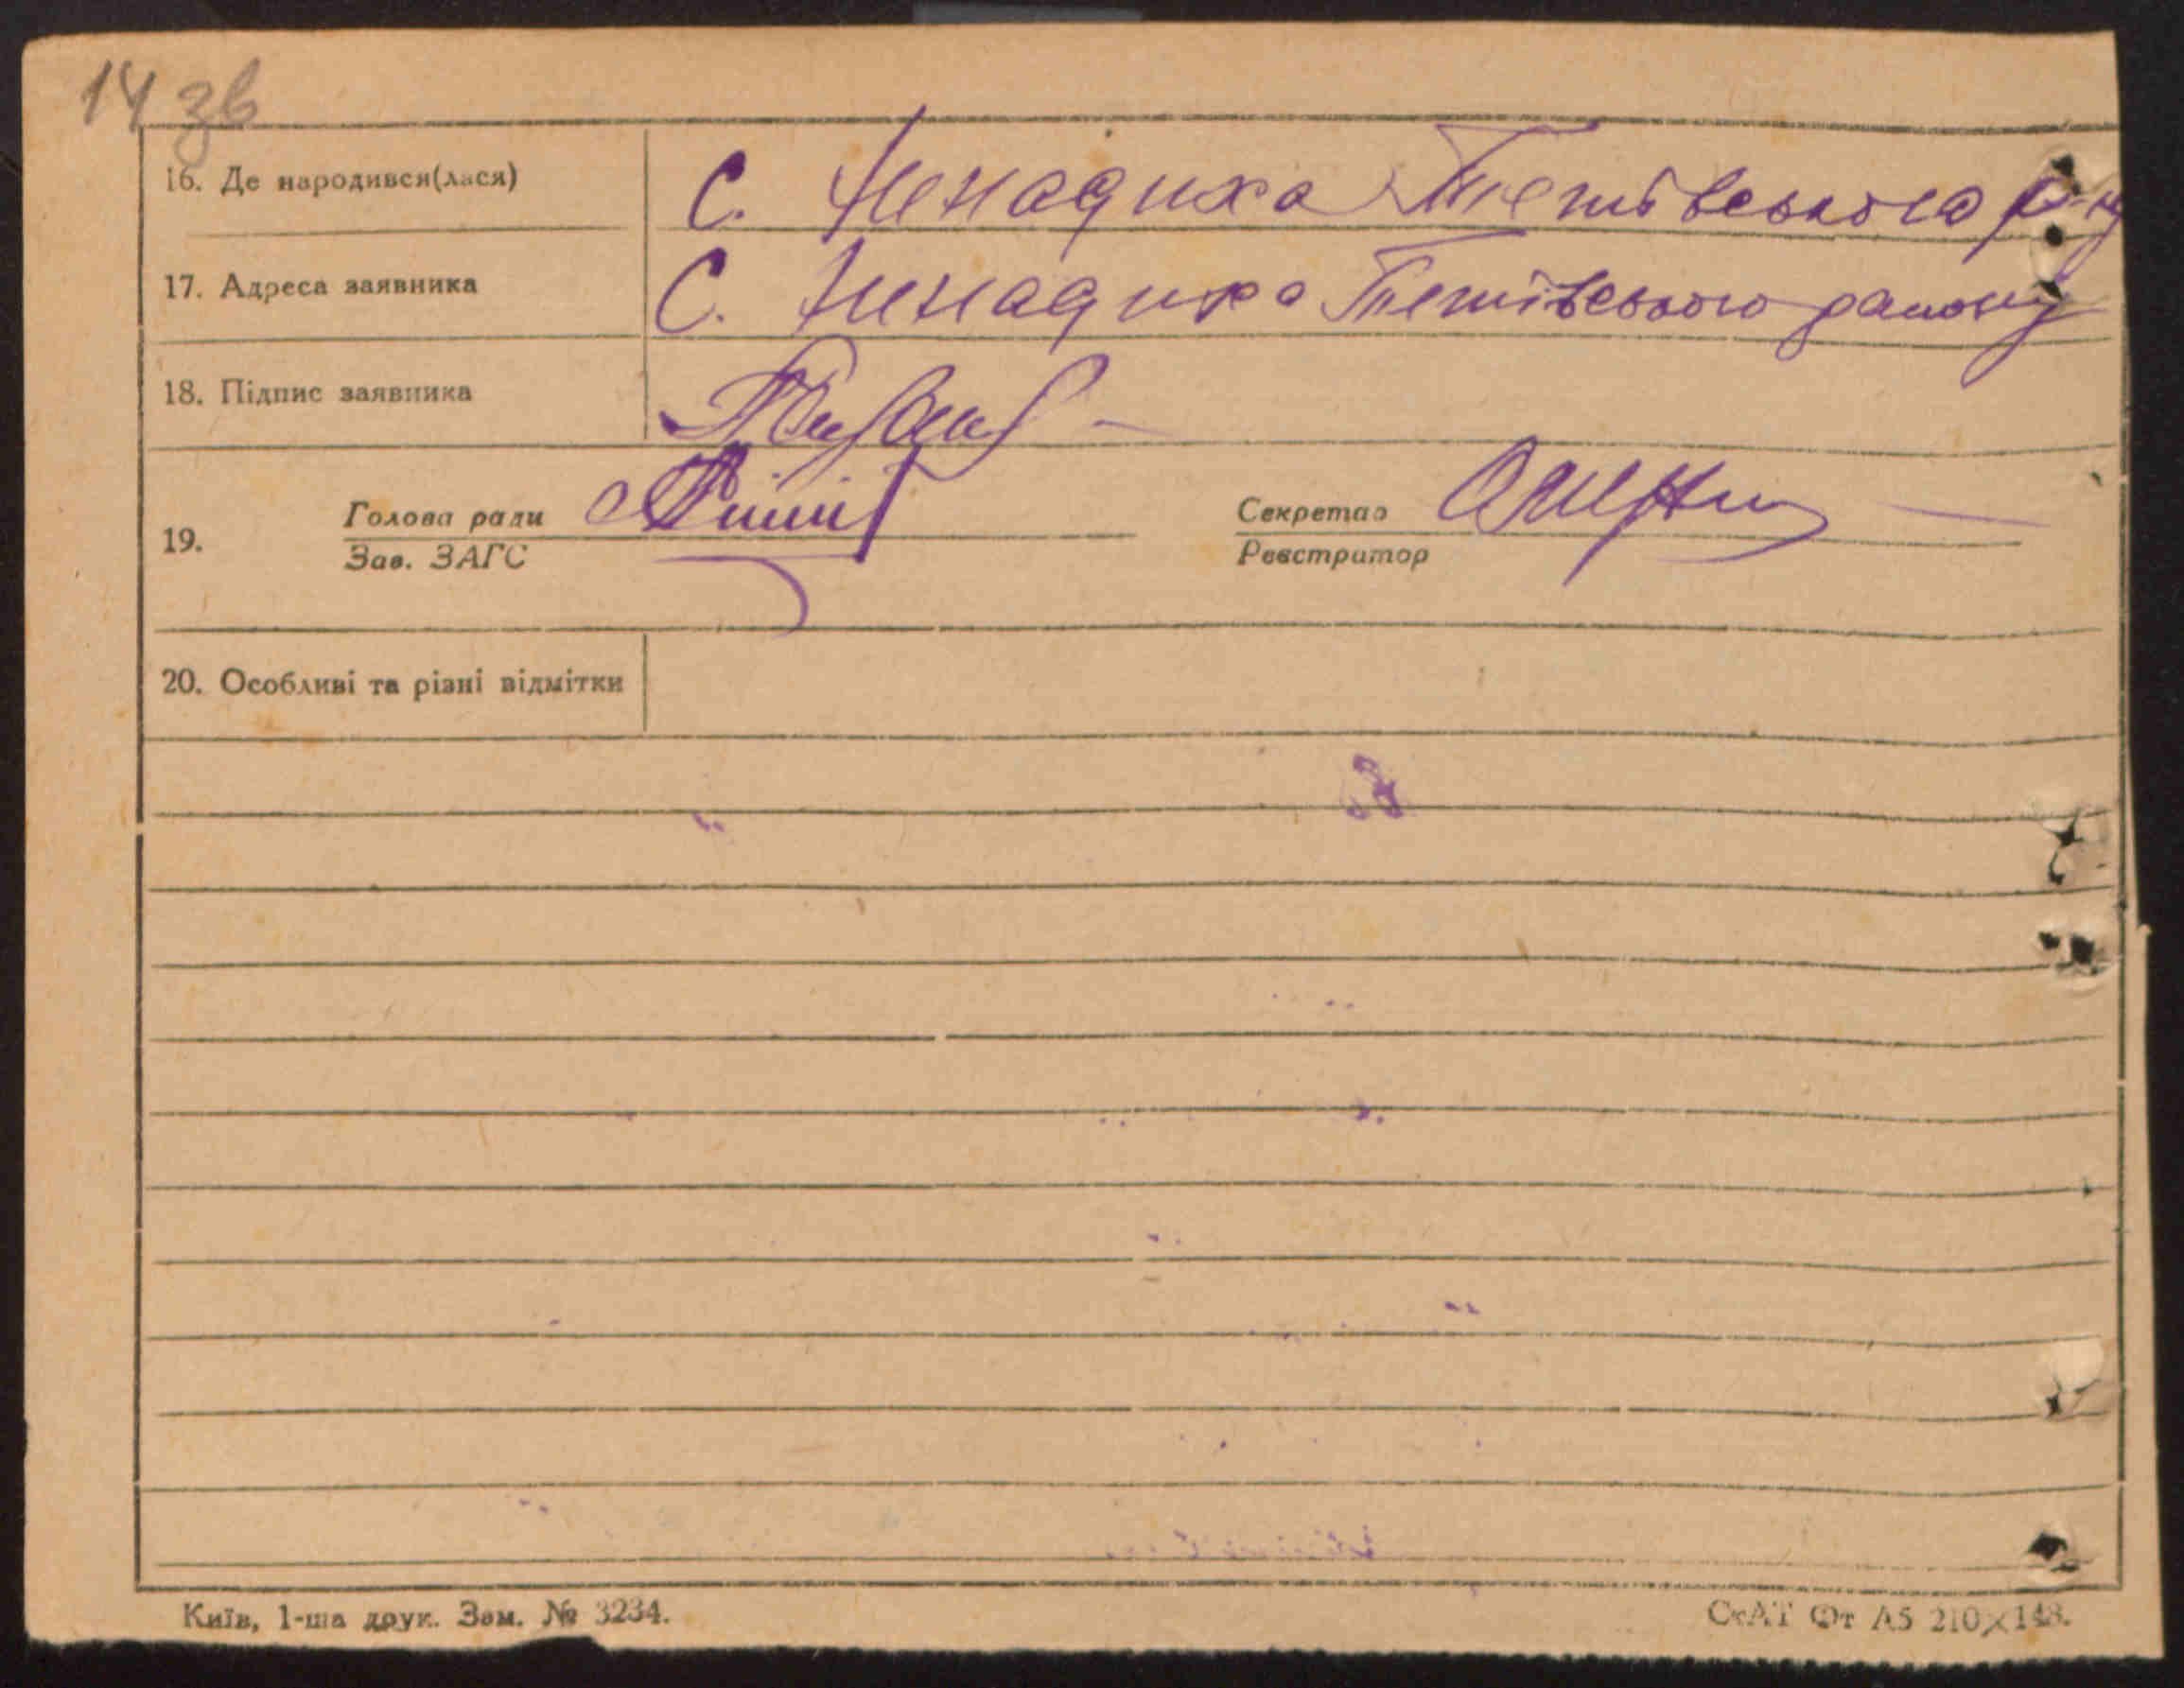 14 зв
16. Де народився(лася) С. Ненадиха Тетівського р-ну
17. Адреса заявника С. Ненадиха Тетівського району
18. Підпис заявника
19. Голова ради Секретар
Зав. ЗАГС Реєстратор
20. Особливі та різні відмітки
Київ, 1-ша друк. Зам. № 3234. СкАТ Фт А5 210×148.